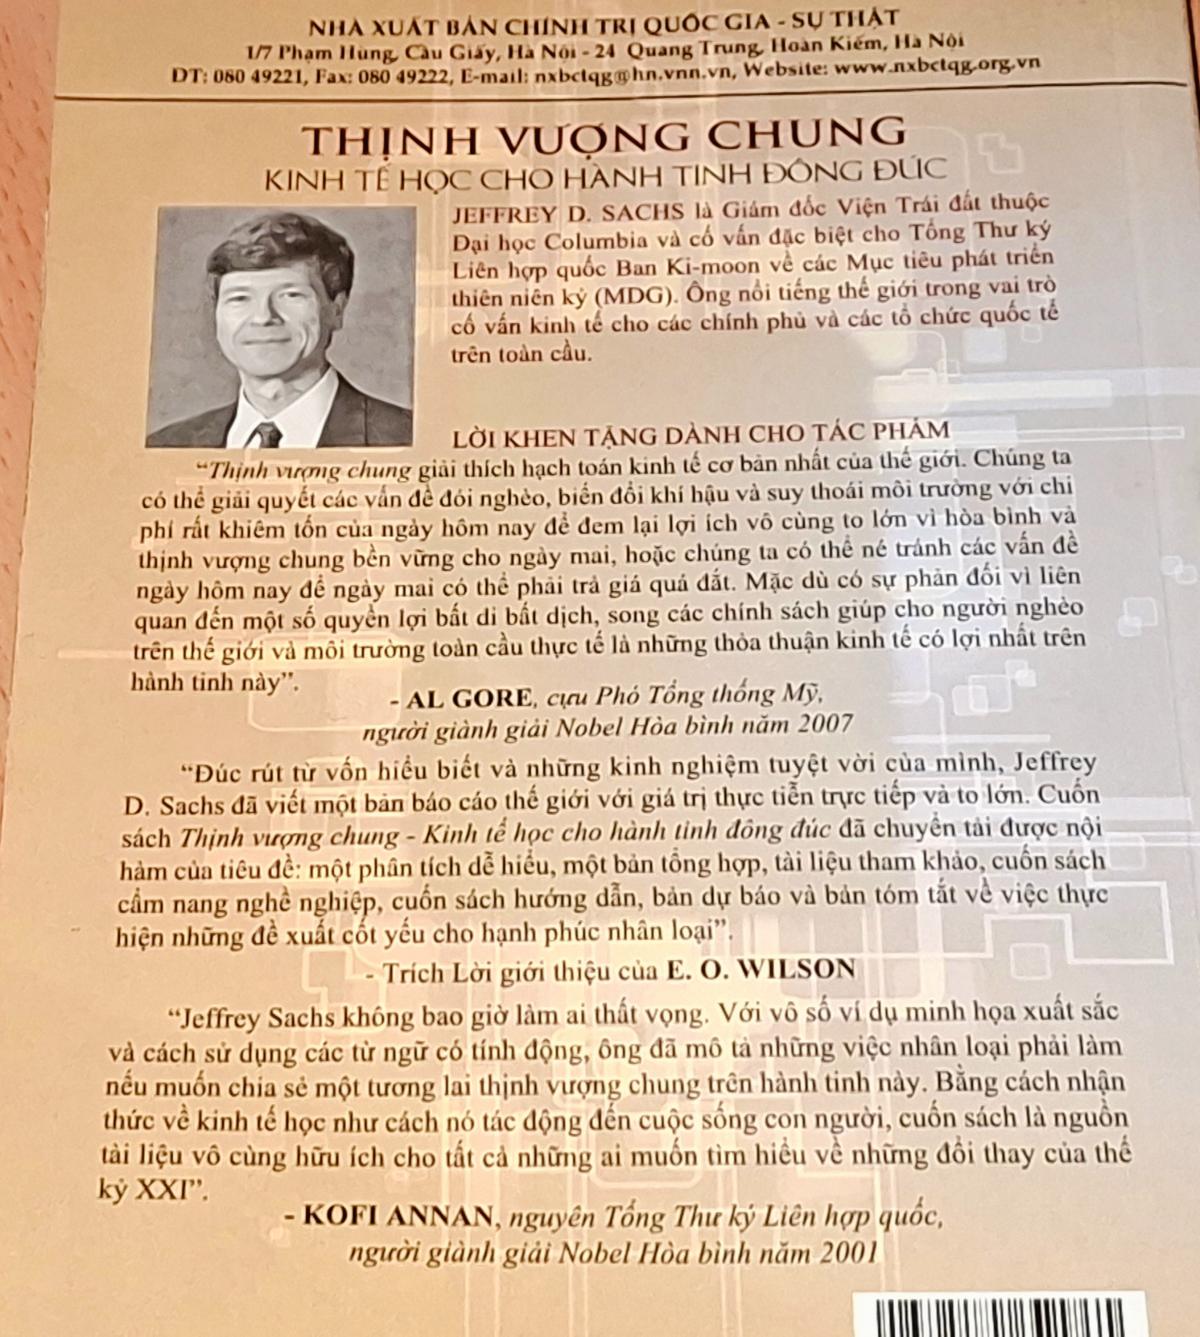 NHÀ XUẤT BẢN CHÍNH TRỊ QUỐC GIA - SỰ THẬT
1/7 Phạm Hùng, Cầu Giấy, Hà Nội - 24 Quang Trung, Hoàn Kiếm, Hà Nội
ĐT: 080 49221, Fax: 080 49222, E-mail: nxbctqg@hn.vnn.vn, Website: www.nxbctqg.org.vn
THỊNH VƯỢNG CHUNG
KINH TẾ HỌC CHO HÀNH TINH ĐÔNG ĐÚC
JEFFREY D. SACHS là Giám đốc Viện Trái đất thuộc
Đại học Columbia và cố vấn đặc biệt cho Tổng Thư ký
Liên hợp quốc Ban Ki-moon về các Mục tiêu phát triển
thiên niên kỷ (MDG). Ông nổi tiếng thế giới trong vai trò
cố vấn kinh tế cho các chính phủ và các tổ chức quốc tế
trên toàn cầu.
LỜI KHEN TẶNG DÀNH CHO TÁC PHẨM
“Thịnh vượng chung giải thích hạch toán kinh tế cơ bản nhất của thế giới. Chúng ta
có thể giải quyết các vấn đề đói nghèo, biến đổi khí hậu và suy thoái môi trường với chi
phí rất khiêm tốn của ngày hôm nay để đem lại lợi ích vô cùng to lớn vì hòa bình và
thịnh vượng chung bền vững cho ngày mai, hoặc chúng ta có thể né tránh các vấn đề
ngày hôm nay để ngày mai có thể phải trả giá quá đắt. Mặc dù có sự phản đối vì liên
quan đến một số quyền lợi bất di bất dịch, song các chính sách giúp cho người nghèo
trên thế giới và môi trường toàn cầu thực tế là những thỏa thuận kinh tế có lợi nhất trên
hành tinh này”.
- AL GORE, cựu Phó Tổng thống Mỹ,
người giành giải Nobel Hòa bình năm 2007
“Đúc rút từ vốn hiểu biết và những kinh nghiệm tuyệt vời của mình, Jeffrey
D. Sachs đã viết một bản báo cáo thế giới với giá trị thực tiễn trực tiếp và to lớn. Cuốn
sách Thịnh vượng chung - Kinh tế học cho hành tinh đông đúc đã chuyển tải được nội
hàm của tiêu đề: một phân tích dễ hiểu, một bản tổng hợp, tài liệu tham khảo, cuốn sách
cẩm nang nghề nghiệp, cuốn sách hướng dẫn, bản dự báo và bản tóm tắt về việc thực
hiện những đề xuất cốt yếu cho hạnh phúc nhân loại”.
- Trích Lời giới thiệu của E. O. WILSON
“Jeffrey Sachs không bao giờ làm ai thất vọng. Với vô số ví dụ minh họa xuất sắc
và cách sử dụng các từ ngữ có tính động, ông đã mô tả những việc nhân loại phải làm
nếu muốn chia sẻ một tương lai thịnh vượng chung trên hành tinh này. Bằng cách nhận
thức về kinh tế học như cách nó tác động đến cuộc sống con người, cuốn sách là nguồn
tài liệu vô cùng hữu ích cho tất cả những ai muốn tìm hiểu về những đổi thay của thế
kỷ XXI”.
- KOFI ANNAN, nguyên Tổng Thư ký Liên hợp quốc,
người giành giải Nobel Hòa bình năm 2001